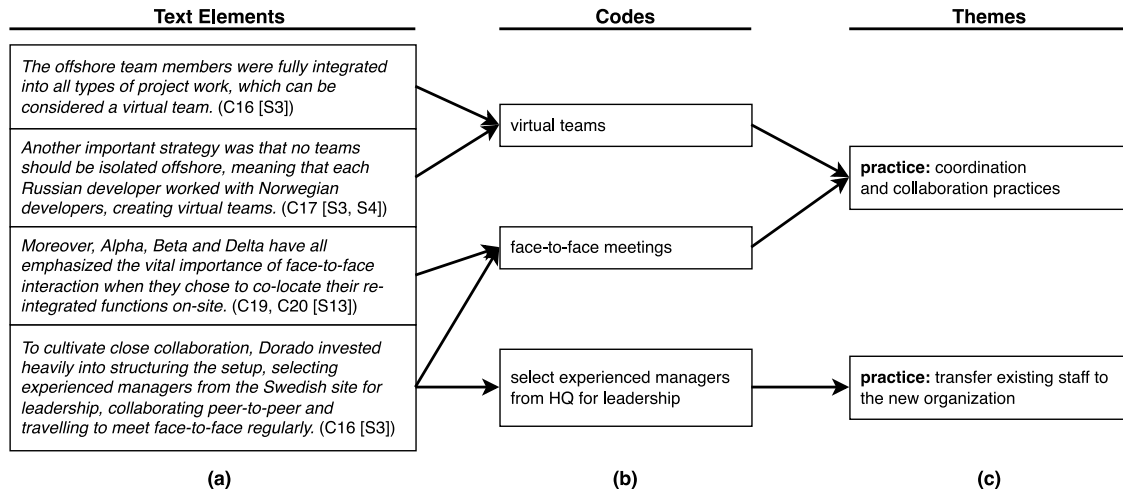 Text Elements
Codes
Themes
The offshore team members were fully integrated
into all types of project work, which can be
considered a virtual team. (C16 [S3])
Another important strategy was that no teams
should be isolated offshore, meaning that each
Russian developer worked with Norwegian
developers, creating virtual teams. (C17 [S3, S4])
Moreover, Alpha, Beta and Delta have all
emphasized the vital importance of face-to-face
interaction when they chose to co-locate their re-
integrated functions on-site. (C19, C20 [S13])
To cultivate close collaboration, Dorado invested
heavily into structuring the setup, selecting
experienced managers from the Swedish site for
leadership, collaborating peer-to-peer and
travelling to meet face-to-face regularly. (C16 [S3])
virtual teams
face-to-face meetings
select experienced managers
from HQ for leadership
practice: coordination
and collaboration practices
practice: transfer existing staff to
the new organization
(a)
(b)
(c)